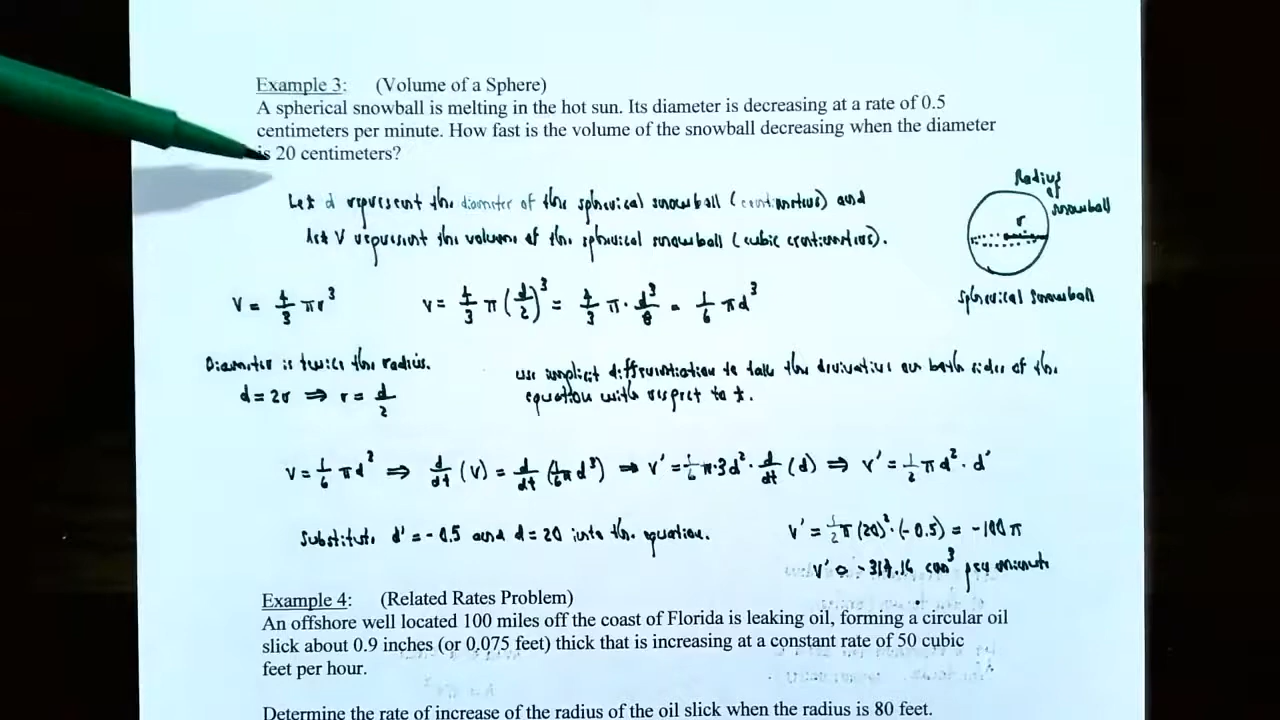 Example 3: (Volume of a Sphere)
A spherical snowball is melting in the hot sun. Its diameter is decreasing at a rate of 0.5
centimeters per minute. How fast is the volume of the snowball decreasing when the diameter
is 20 centimeters?
Let d represent the diameter of the spherical snowball (centimeters) and
let V represent the volume of the spherical snowball (cubic centimeters).
Radius
of
snowball
r
spherical snowball
V = 4/3 πr³
V = 4/3 π(d/2)³ = 4/3 π · d³/8 = 1/6 πd³
Diameter is twice the radius.
d = 2r ⇒ r = d/2
use implicit differentiation to take the derivative on both sides of the
equation with respect to t.
V = 1/6 πd³ ⇒ d/dt (V) = d/dt (1/6 πd³) ⇒ V' = 1/6 π·3d² · d/dt (d) ⇒ V' = 1/2 πd² · d'
Substitute d' = -0.5 and d = 20 into the equation.
V' = 1/2 π (20)² · (-0.5) = -100π
cm³ per minute
Example 4: (Related Rates Problem)
An offshore well located 100 miles off the coast of Florida is leaking oil, forming a circular oil
slick about 0.9 inches (or 0.075 feet) thick that is increasing at a constant rate of 50 cubic
feet per hour.
Determine the rate of increase of the radius of the oil slick when the radius is 80 feet.